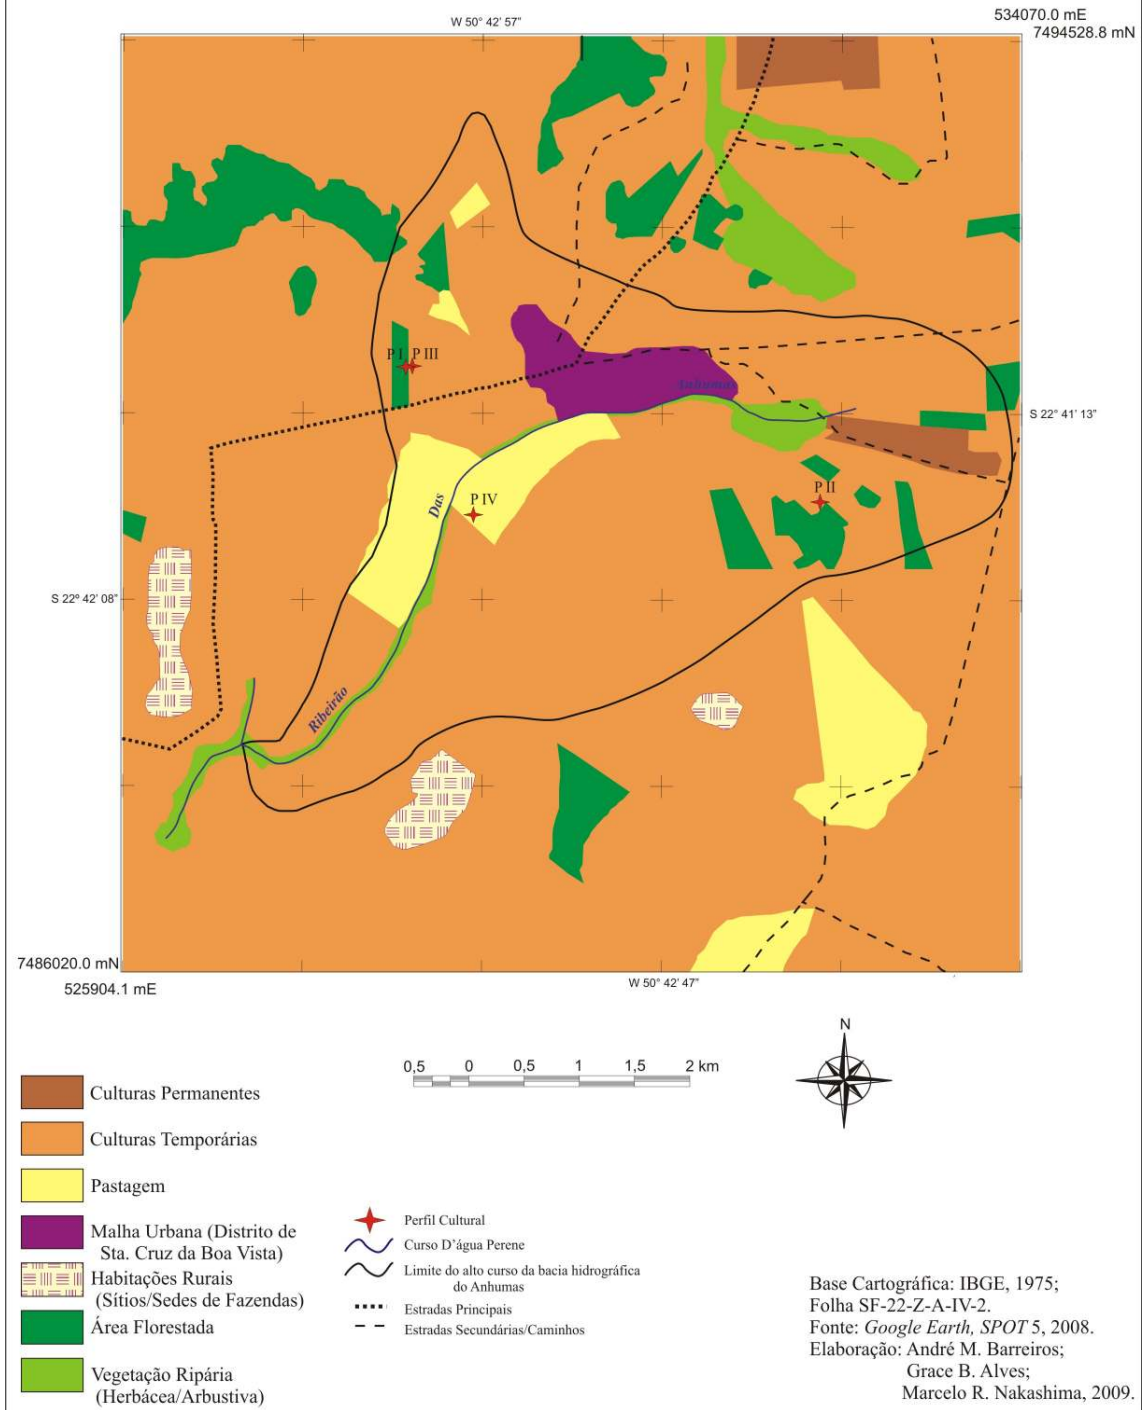 W 50° 42' 57"
534070.0 mE
7494528.8 mN
P I
P III
Anhumas
S 22° 41' 13"
Das
P IV
P II
S 22° 42' 08"
Ribeirão
7486020.0 mN
525904.1 mE
W 50° 42' 47"
N
0,5 0 0,5 1 1,5 2 km
Culturas Permanentes
Culturas Temporárias
Pastagem
Malha Urbana (Distrito de
Sta. Cruz da Boa Vista)
Habitações Rurais
(Sítios/Sedes de Fazendas)
Área Florestada
Vegetação Ripária
(Herbácea/Arbustiva)
Perfil Cultural
Curso D'água Perene
Limite do alto curso da bacia hidrográfica
do Anhumas
Estradas Principais
Estradas Secundárias/Caminhos
Base Cartográfica: IBGE, 1975;
Folha SF-22-Z-A-IV-2.
Fonte: Google Earth, SPOT 5, 2008.
Elaboração: André M. Barreiros;
Grace B. Alves;
Marcelo R. Nakashima, 2009.